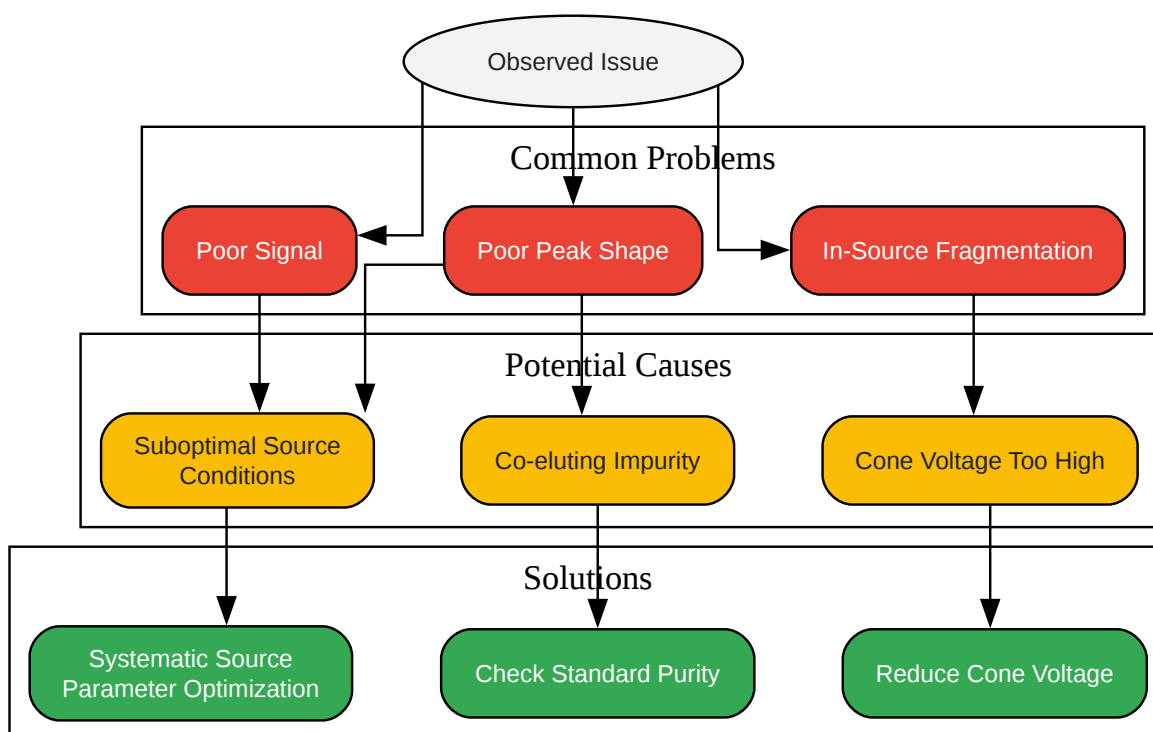 Observed Issue
Common Problems
Poor Signal
Poor Peak Shape
In-Source Fragmentation
Potential Causes
Suboptimal Source
Conditions
Co-eluting Impurity
Cone Voltage Too High
Solutions
Systematic Source
Parameter Optimization
Check Standard Purity
Reduce Cone Voltage